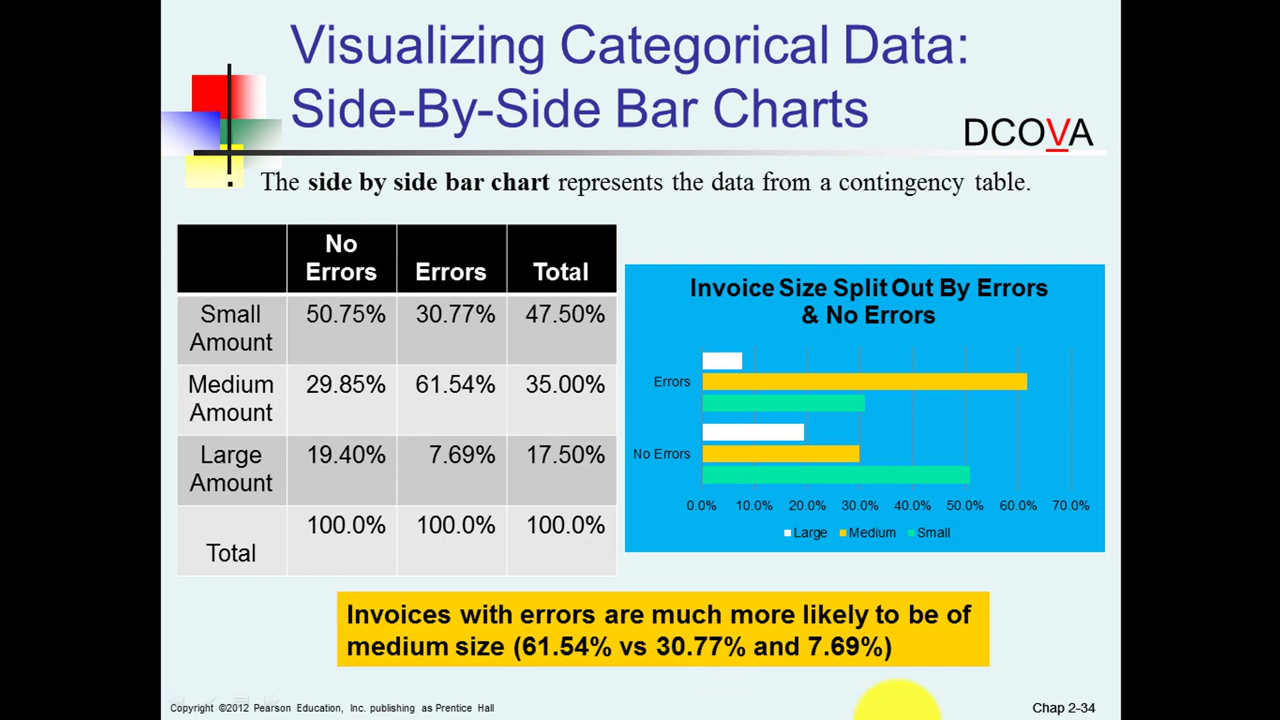 Visualizing Categorical Data:
Side-By-Side Bar Charts
DCOVA
The side by side bar chart represents the data from a contingency table.
No
Errors Errors Total
Small
Amount 50.75% 30.77% 47.50%
Medium
Amount 29.85% 61.54% 35.00%
Large
Amount 19.40% 7.69% 17.50%
Total 100.0% 100.0% 100.0%
Invoice Size Split Out By Errors
& No Errors
Errors
No Errors
0.0% 10.0% 20.0% 30.0% 40.0% 50.0% 60.0% 70.0%
Large Medium Small
Invoices with errors are much more likely to be of
medium size (61.54% vs 30.77% and 7.69%)
Copyright ©2012 Pearson Education, Inc. publishing as Prentice Hall
Chap 2-34